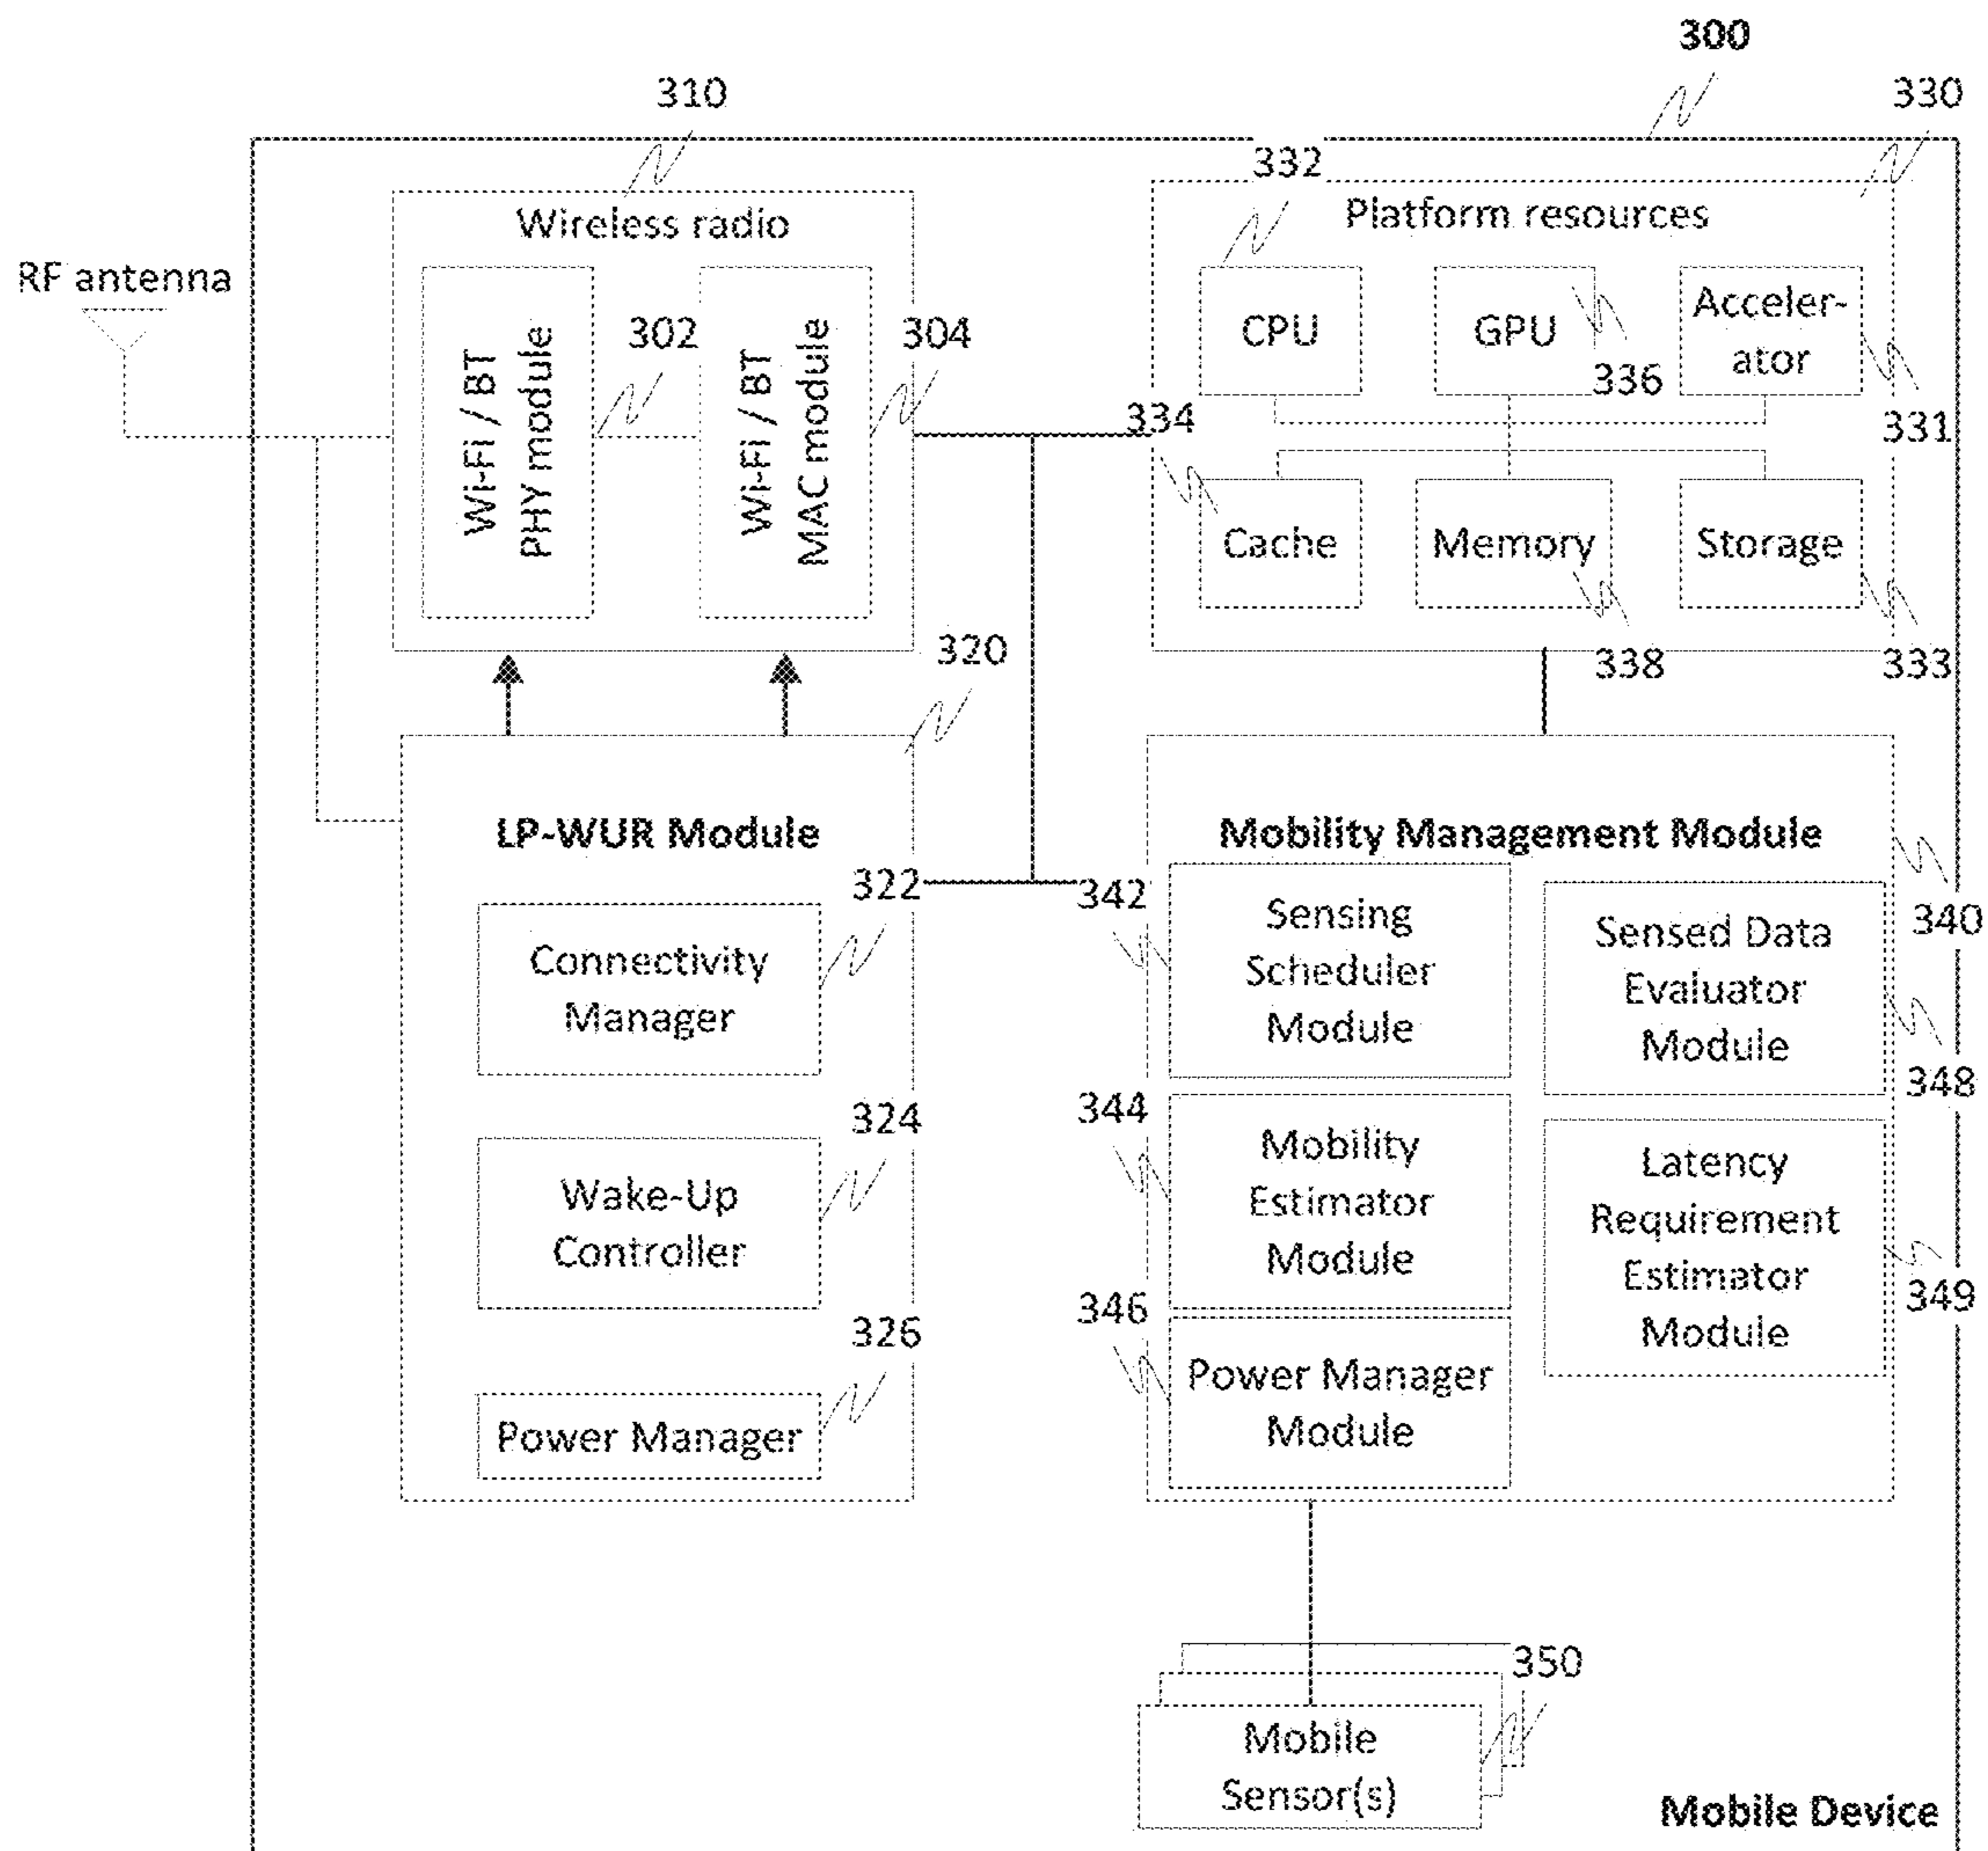 300
310
330
332
Wireless radio
Platform resources
RF antenna
Wi-Fi / BT
PHY module
302
Wi-Fi / BT
MAC module
304
CPU
GPU
336
Acceler-
ator
331
334
Cache
Memory
Storage
338
333
320
LP-WUR Module
322
Connectivity
Manager
324
Wake-Up
Controller
326
Power Manager
Mobility Management Module
340
342
Sensing
Scheduler
Module
Sensed Data
Evaluator
Module
348
344
Mobility
Estimator
Module
Latency
Requirement
Estimator
Module
349
346
Power Manager
Module
350
Mobile
Sensor(s)
Mobile Device